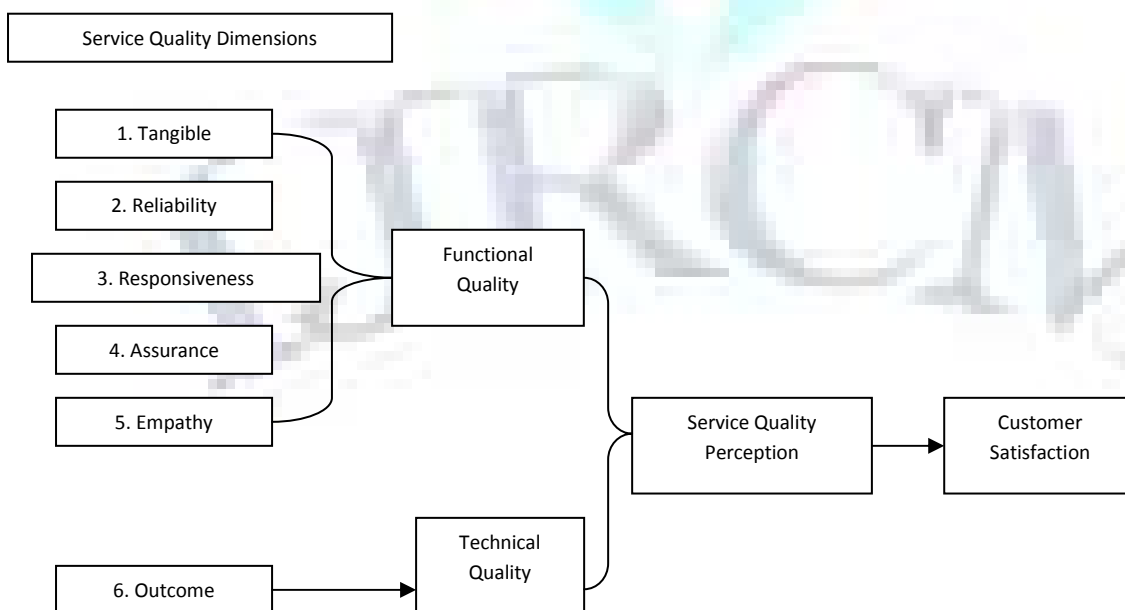 Service Quality Dimensions
1. Tangible
2. Reliability
3. Responsiveness
4. Assurance
5. Empathy
6. Outcome
Functional
Quality
Technical
Quality
Service Quality
Perception
Customer
Satisfaction